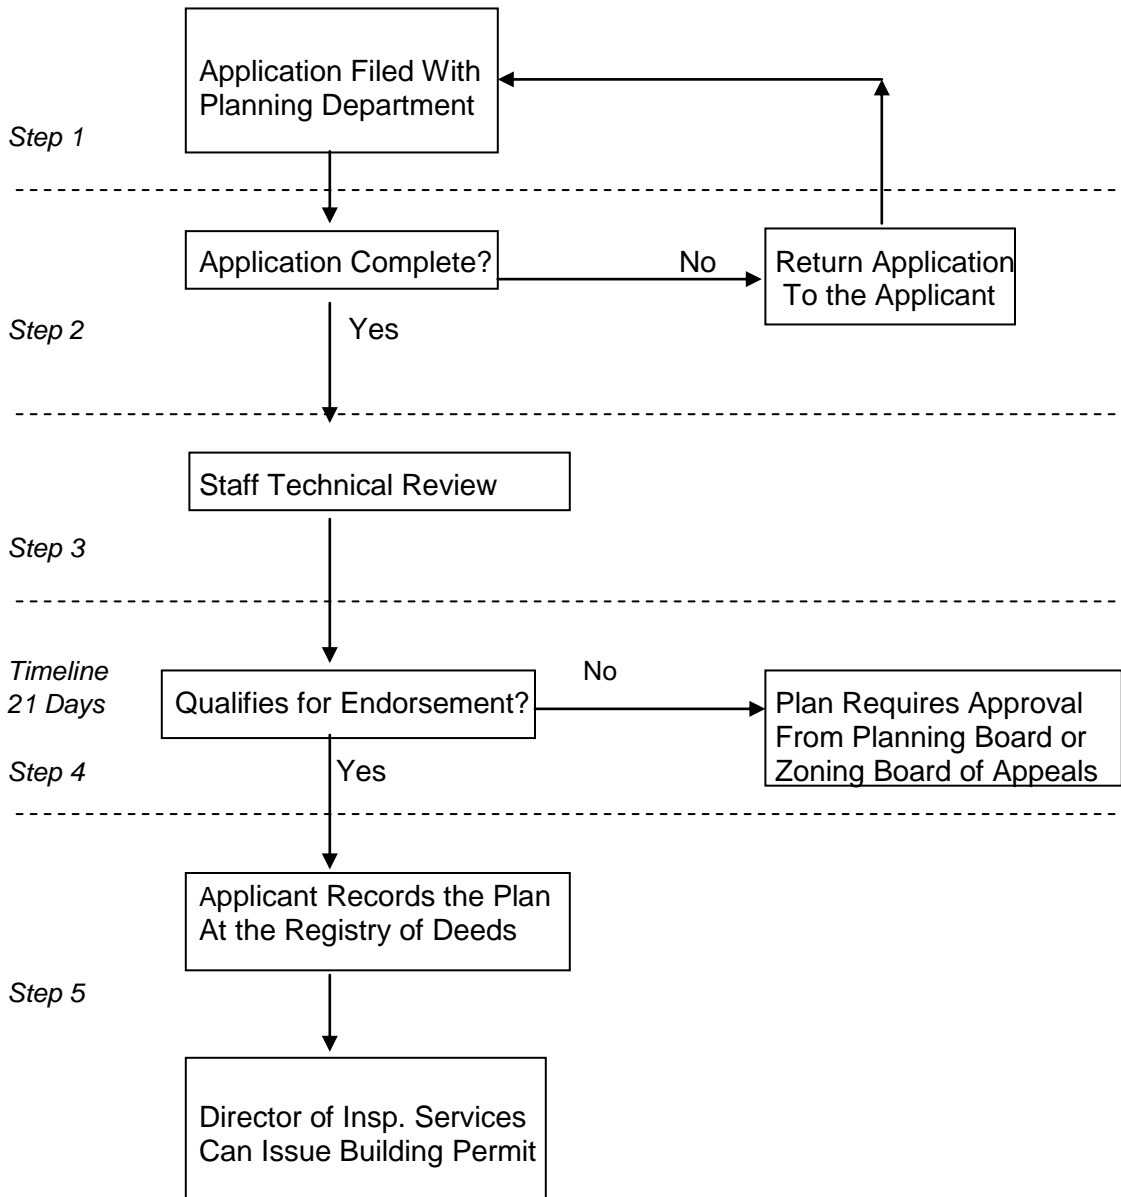 Application Filed With
Planning Department
Step 1
Application Complete?
No
Return Application
To the Applicant
Step 2
Yes
Staff Technical Review
Step 3
Timeline
21 Days
Qualifies for Endorsement?
No
Plan Requires Approval
From Planning Board or
Zoning Board of Appeals
Step 4
Yes
Applicant Records the Plan
At the Registry of Deeds
Step 5
Director of Insp. Services
Can Issue Building Permit